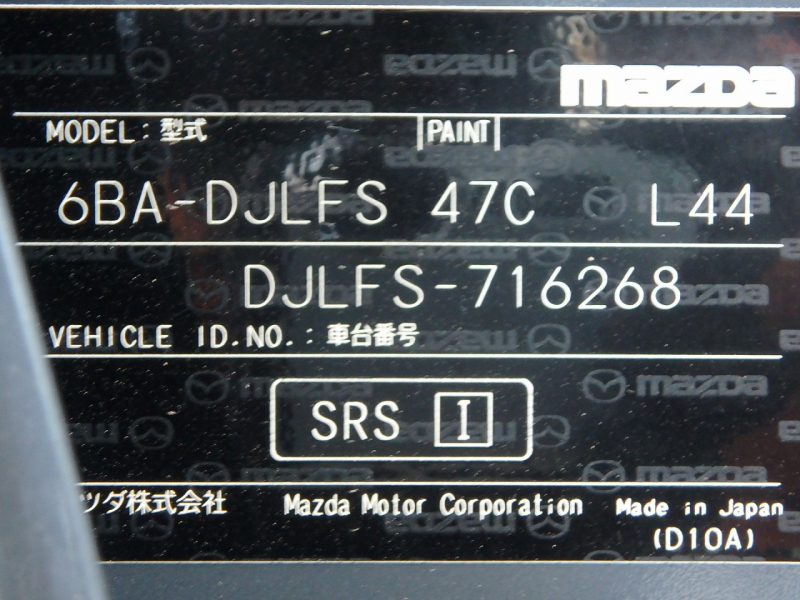 mazda
MODEL : 型式 PAINT
6BA-DJLFS 47C L44
DJLFS-716268
VEHICLE ID.NO. : 車台番号
SRS I
ツダ株式会社 Mazda Motor Corporation Made in Japan
(D10A)